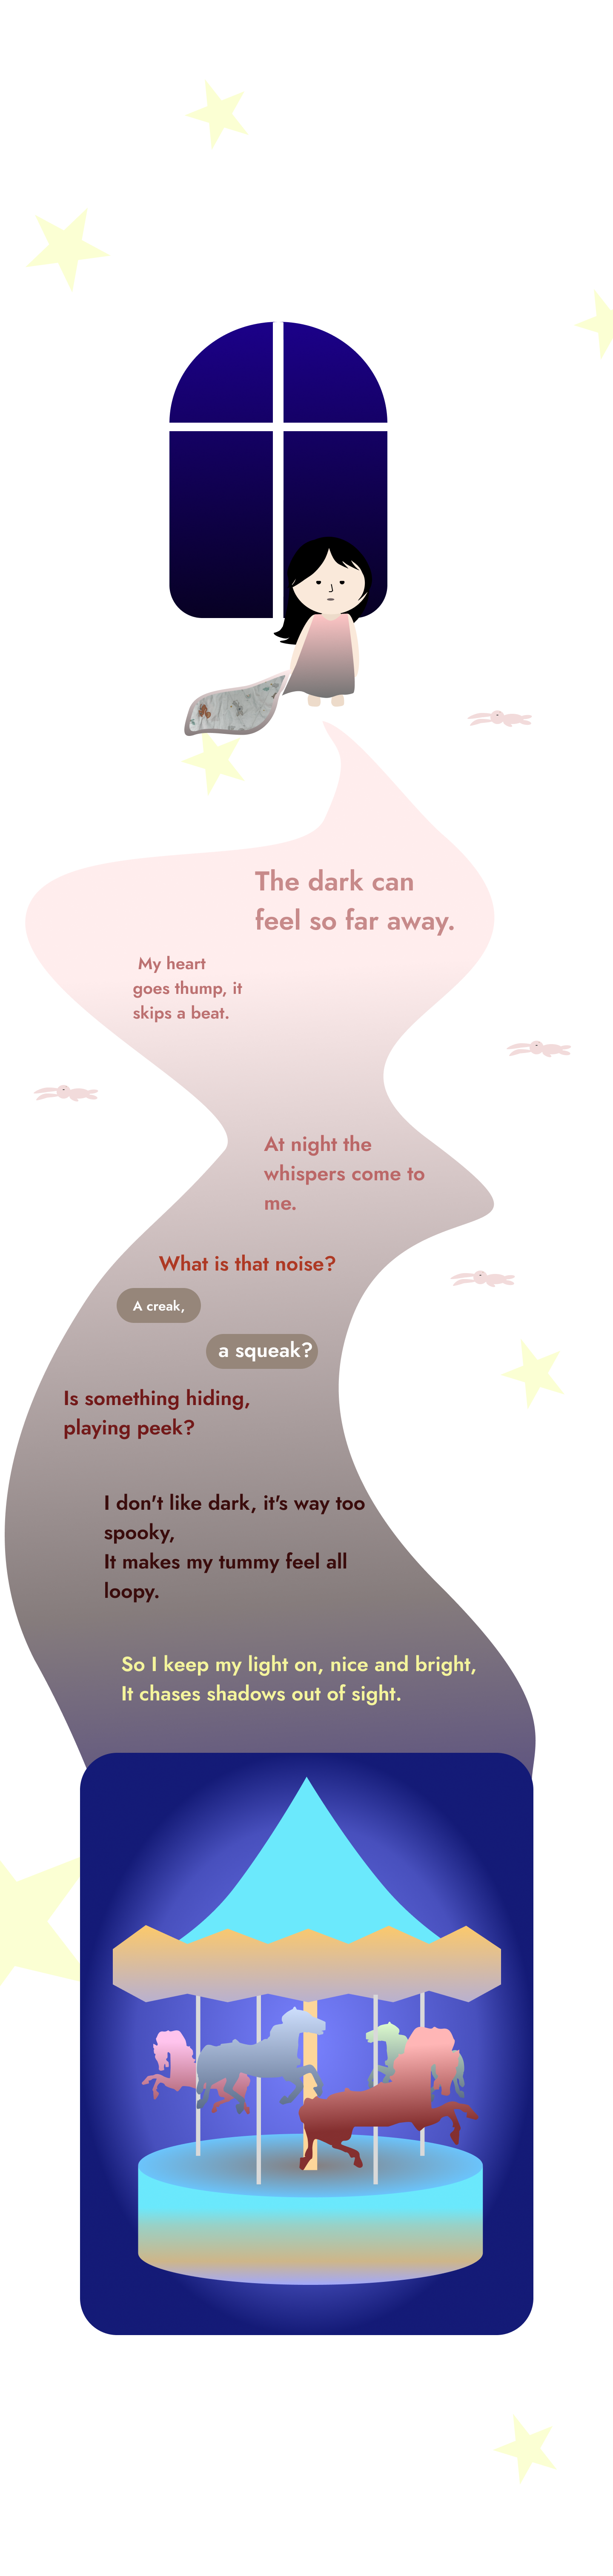 The dark can
feel so far away.
My heart
goes thump, it
skips a beat.
At night the
whispers come to
me.
What is that noise?
A creak,
a squeak?
Is something hiding,
playing peek?
I don't like dark, it's way too
spooky,
It makes my tummy feel all
loopy.
So I keep my light on, nice and bright,
It chases shadows out of sight.